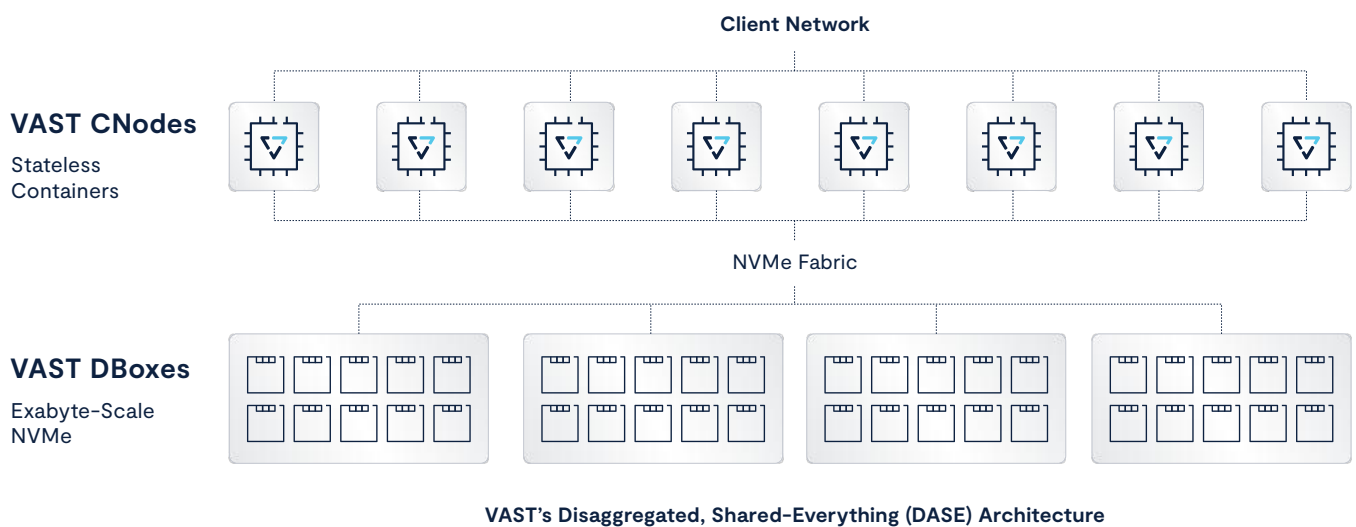 Client Network
VAST CNodes
Stateless
Containers
NVMe Fabric
VAST DBoxes
Exabyte-Scale
NVMe
VAST’s Disaggregated, Shared-Everything (DASE) Architecture